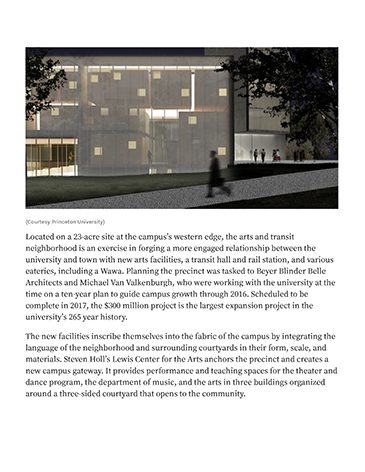 (Courtesy Princeton University)
Located on a 23-acre site at the campus's western edge, the arts and transit
neighborhood is an exercise in forging a more engaged relationship between the
university and town with new arts facilities, a transit hall and rail station, and various
eateries, including a Wawa. Planning the precinct was tasked to Beyer Blinder Belle
Architects and Michael Van Valkenburgh, who were working with the university at the
time on a ten-year plan to guide campus growth through 2016. Scheduled to be
complete in 2017, the $300 million project is the largest expansion project in the
university's 265 year history.
The new facilities inscribe themselves into the fabric of the campus by integrating the
language of the neighborhood and surrounding courtyards in their form, scale, and
materials. Steven Holl's Lewis Center for the Arts anchors the precinct and creates a
new campus gateway. It provides performance and teaching spaces for the theater and
dance program, the department of music, and the arts in three buildings organized
around a three-sided courtyard that opens to the community.